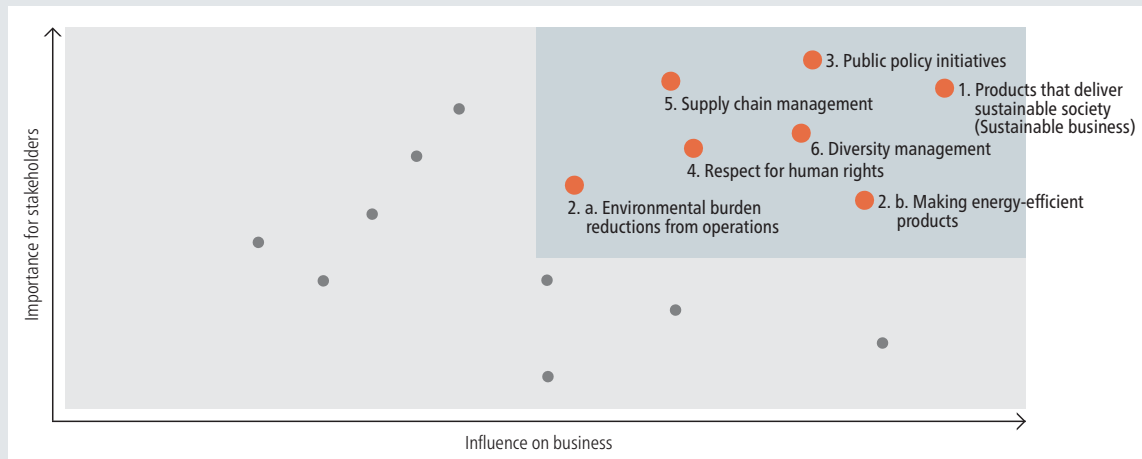 Importance for stakeholders
3. Public policy initiatives
5. Supply chain management
1. Products that deliver
sustainable society
(Sustainable business)
6. Diversity management
4. Respect for human rights
2. a. Environmental burden
reductions from operations
2. b. Making energy-efficient
products
Influence on business